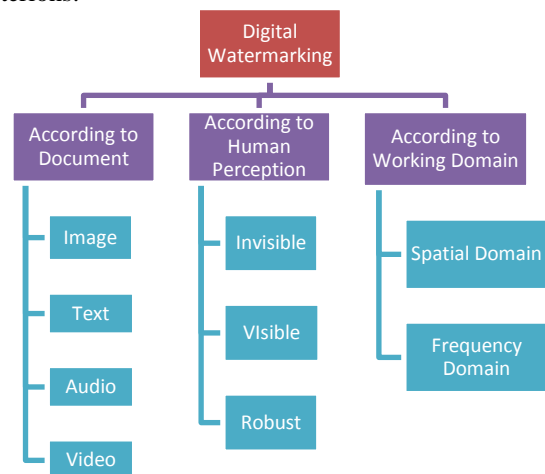 Digital
Watermarking
According to
Document
According to
Human
Perception
According to
Working Domain
Image
Text
Audio
Video
Invisible
VIsible
Robust
Spatial Domain
Frequency
Domain